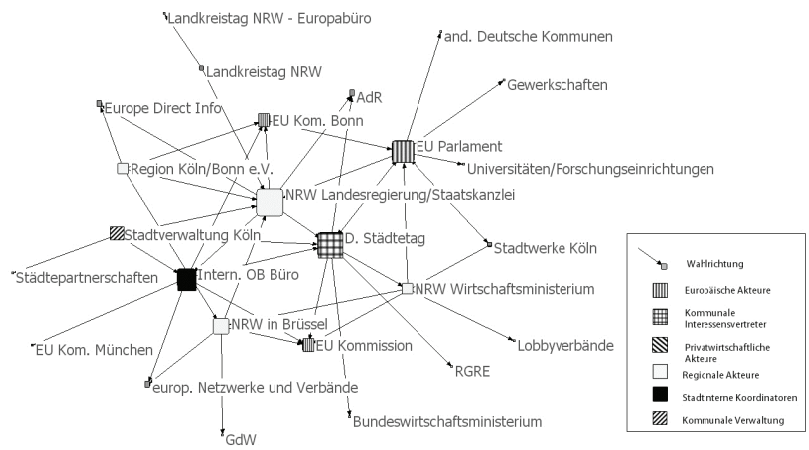 Landkreistag NRW - Europabüro
and. Deutsche Kommunen
Landkreistag NRW
Gewerkschaften
AdR
Europe Direct Info
EU Kom. Bonn
EU Parlament
Region Köln/Bonn e.V.
Universitäten/Forschungseinrichtungen
NRW Landesregierung/Staatskanzlei
Stadtverwaltung Köln
D. Städtetag
Stadtwerke Köln
Städtepartnerschaften
Intern. OB Büro
NRW Wirtschaftsministerium
NRW in Brüssel
EU Kom. München
EU Kommission
Lobbyverbände
RGRE
europ. Netzwerke und Verbände
Bundeswirtschaftsministerium
GdW
Wahlrichtung
Europäische Akteure
Kommunale
Interssensvertreter
Privatwirtschaftliche
Akteure
Regionale Akteure
Stadtinterne Koordinatoren
Kommunale Verwaltung